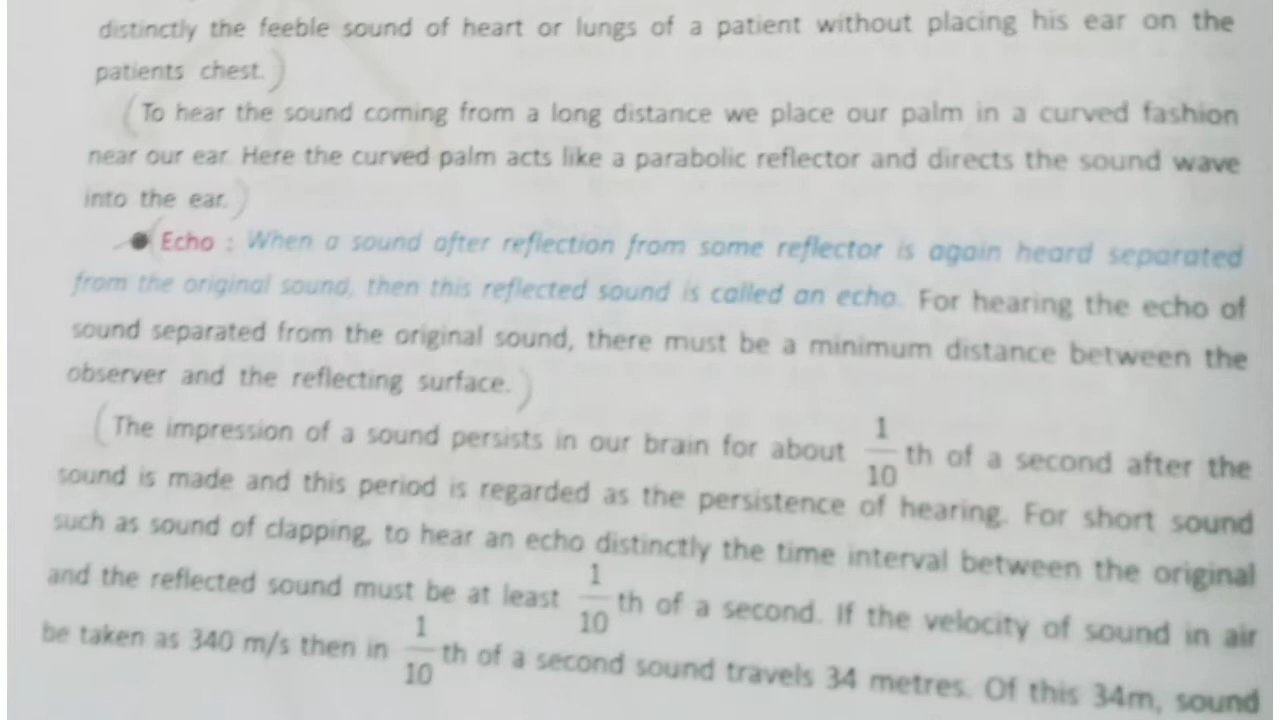 distinctly the feeble sound of heart or lungs of a patient without placing his ear on the
patients chest.)
(To hear the sound coming from a long distance we place our palm in a curved fashion
near our ear. Here the curved palm acts like a parabolic reflector and directs the sound wave
into the ear.)
(● Echo : When a sound after reflection from some reflector is again heard separated
from the original sound, then this reflected sound is called an echo. For hearing the echo of
sound separated from the original sound, there must be a minimum distance between the
observer and the reflecting surface.)
(The impression of a sound persists in our brain for about 1/10 th of a second after the
sound is made and this period is regarded as the persistence of hearing. For short sound
such as sound of clapping, to hear an echo distinctly the time interval between the original
and the reflected sound must be at least 1/10 th of a second. If the velocity of sound in air
be taken as 340 m/s then in 1/10 th of a second sound travels 34 metres. Of this 34m, sound